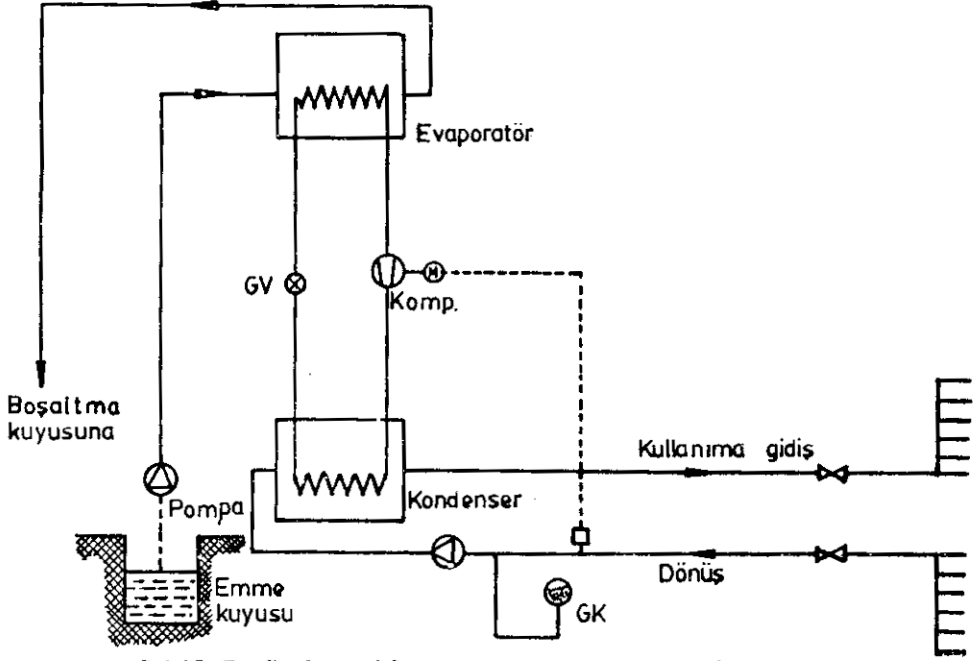 Evaporatör
GV
M
Komp.
Boşaltma
kuyusuna
Kullanıma gidiş
Pompa
Kondenser
Emme
kuyusu
Dönüş
GK